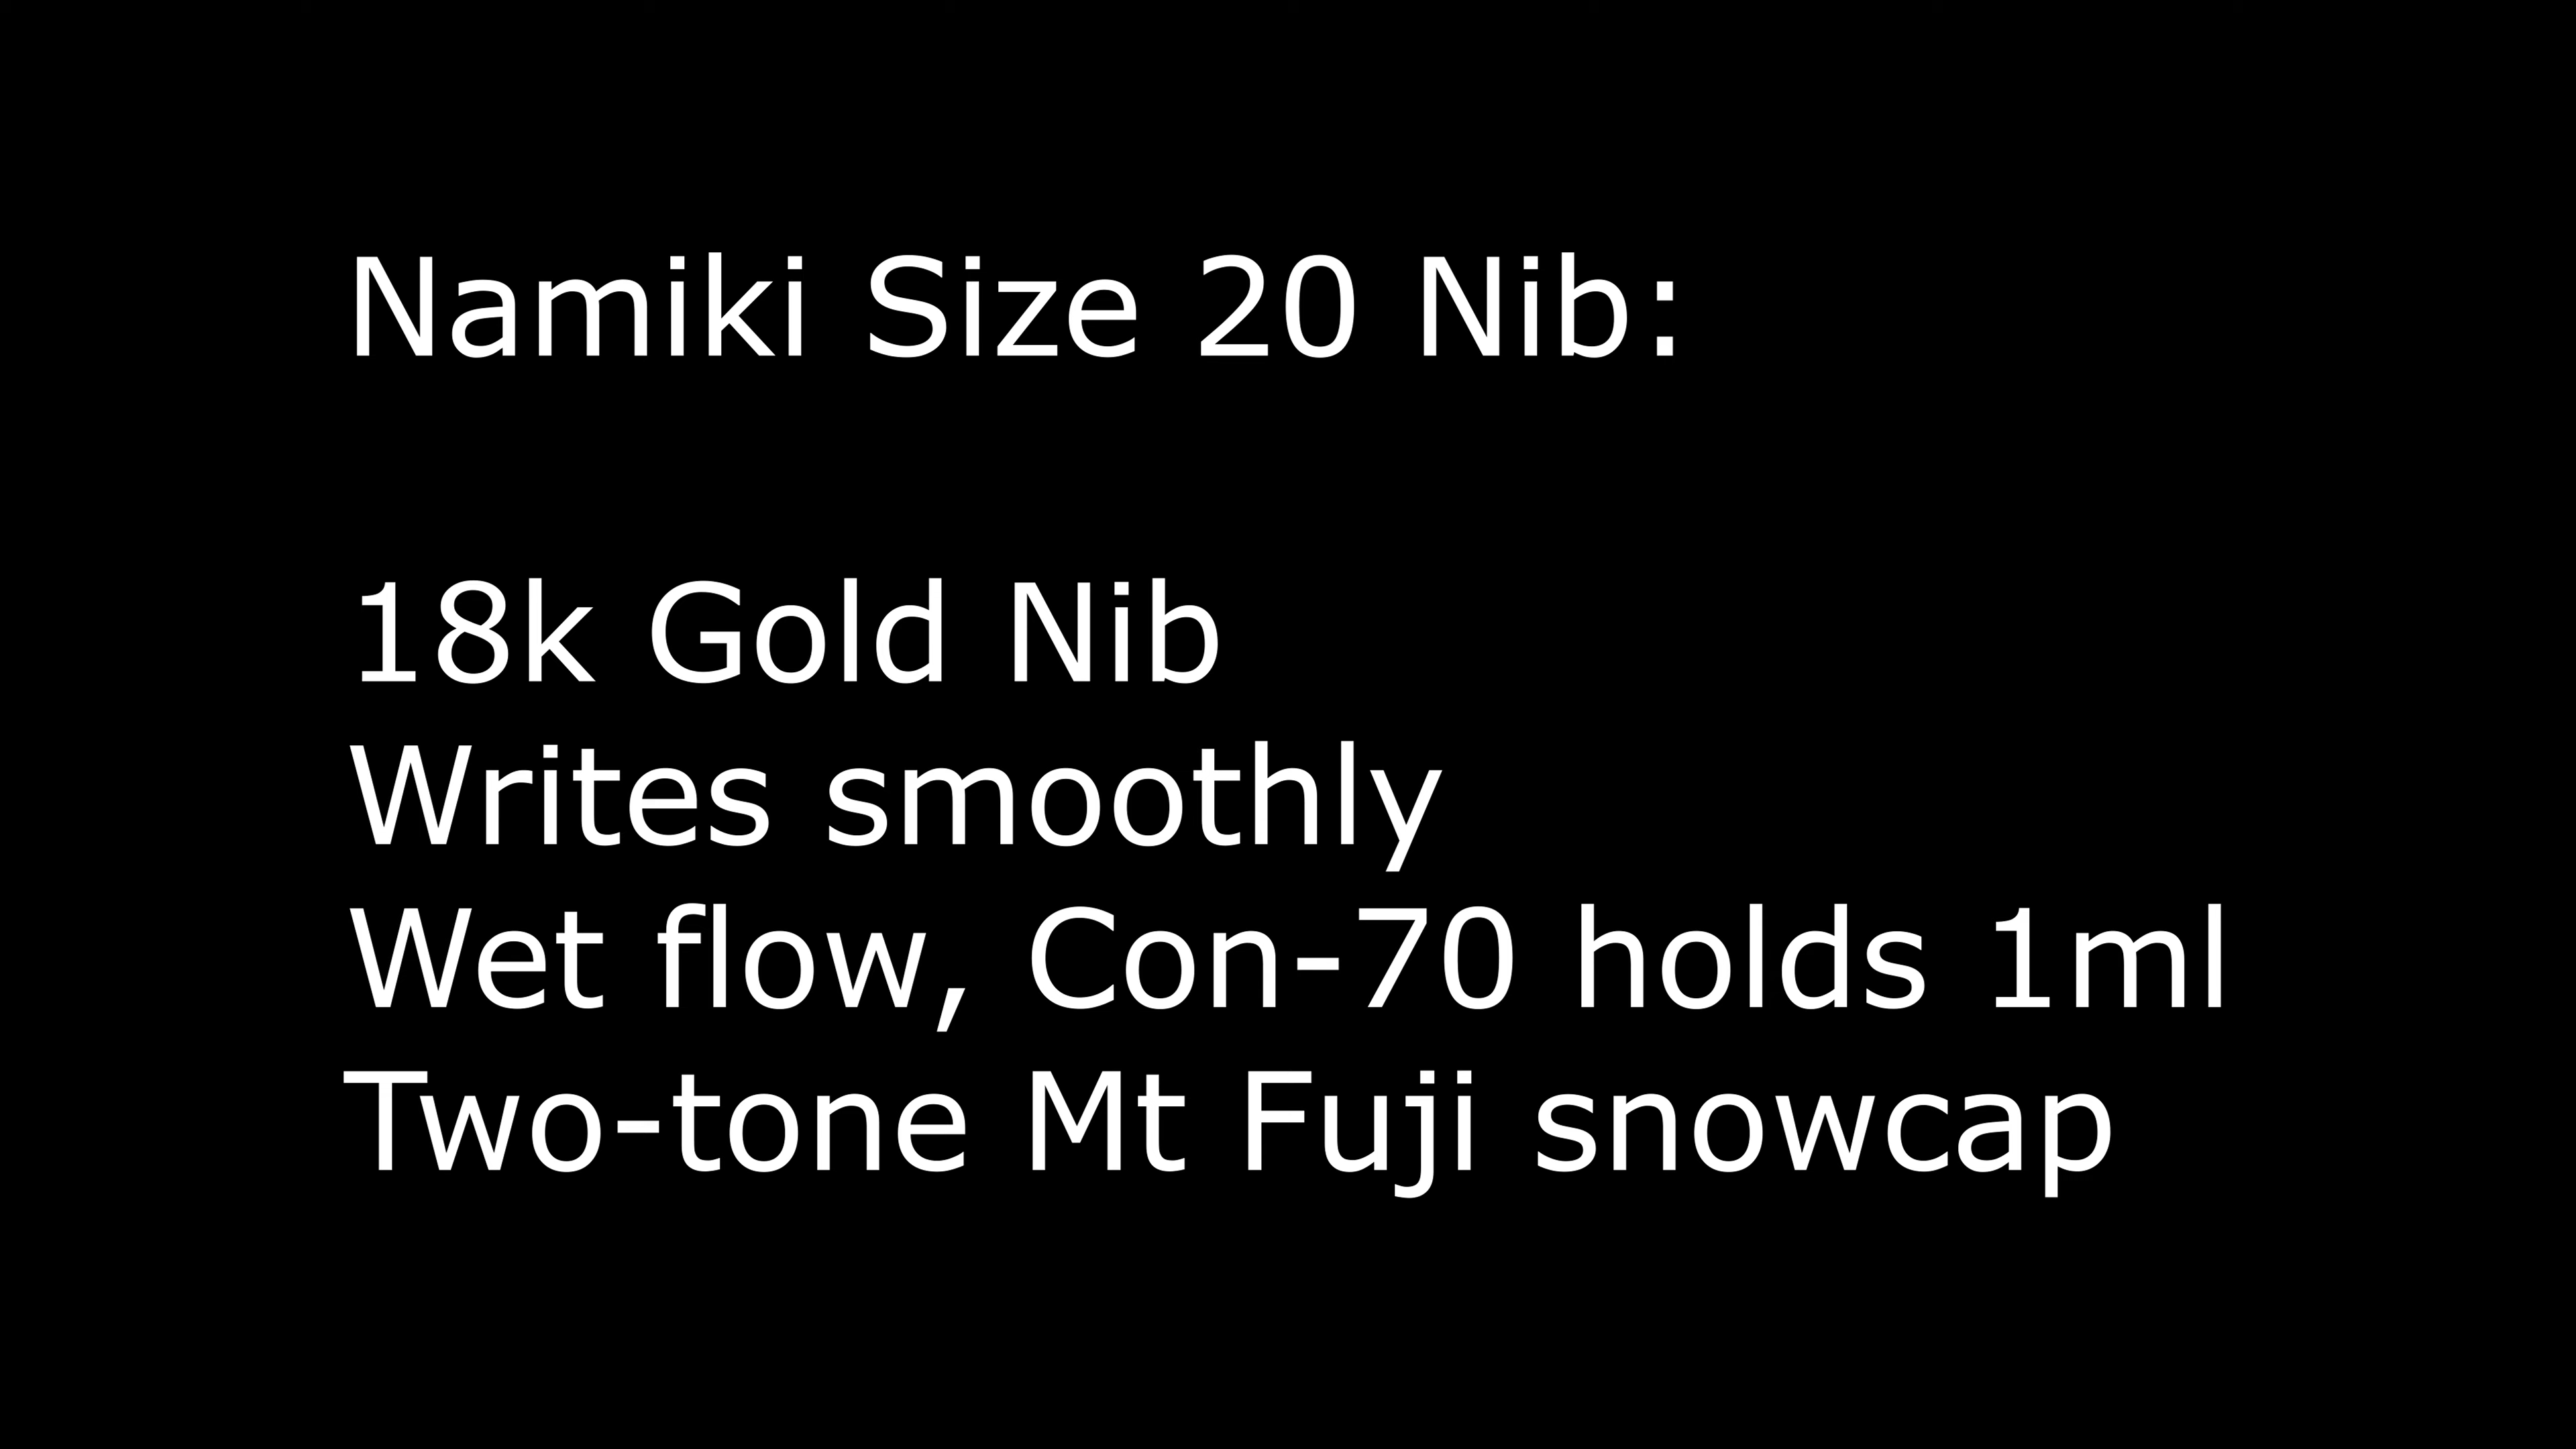 Namiki Size 20 Nib:
18k Gold Nib
Writes smoothly
Wet flow, Con-70 holds 1ml
Two-tone Mt Fuji snowcap